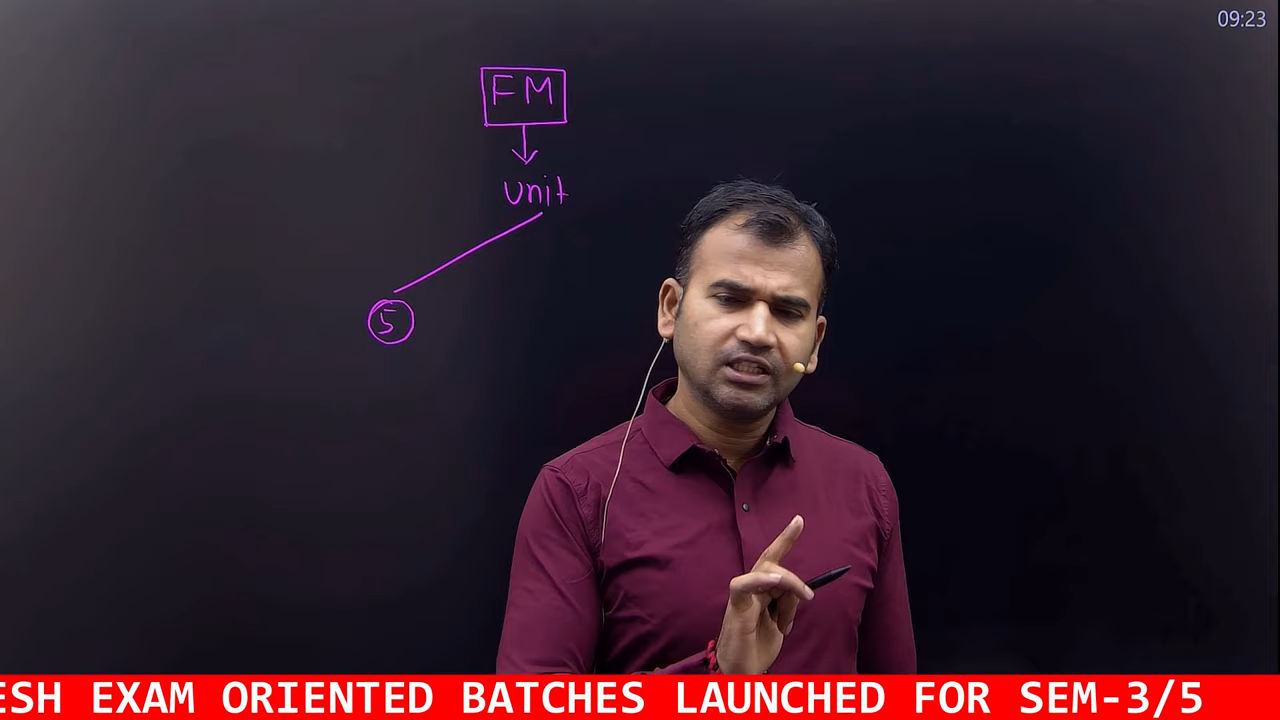 09:23
FM
unit
5
ESH EXAM ORIENTED BATCHES LAUNCHED FOR SEM-3/5